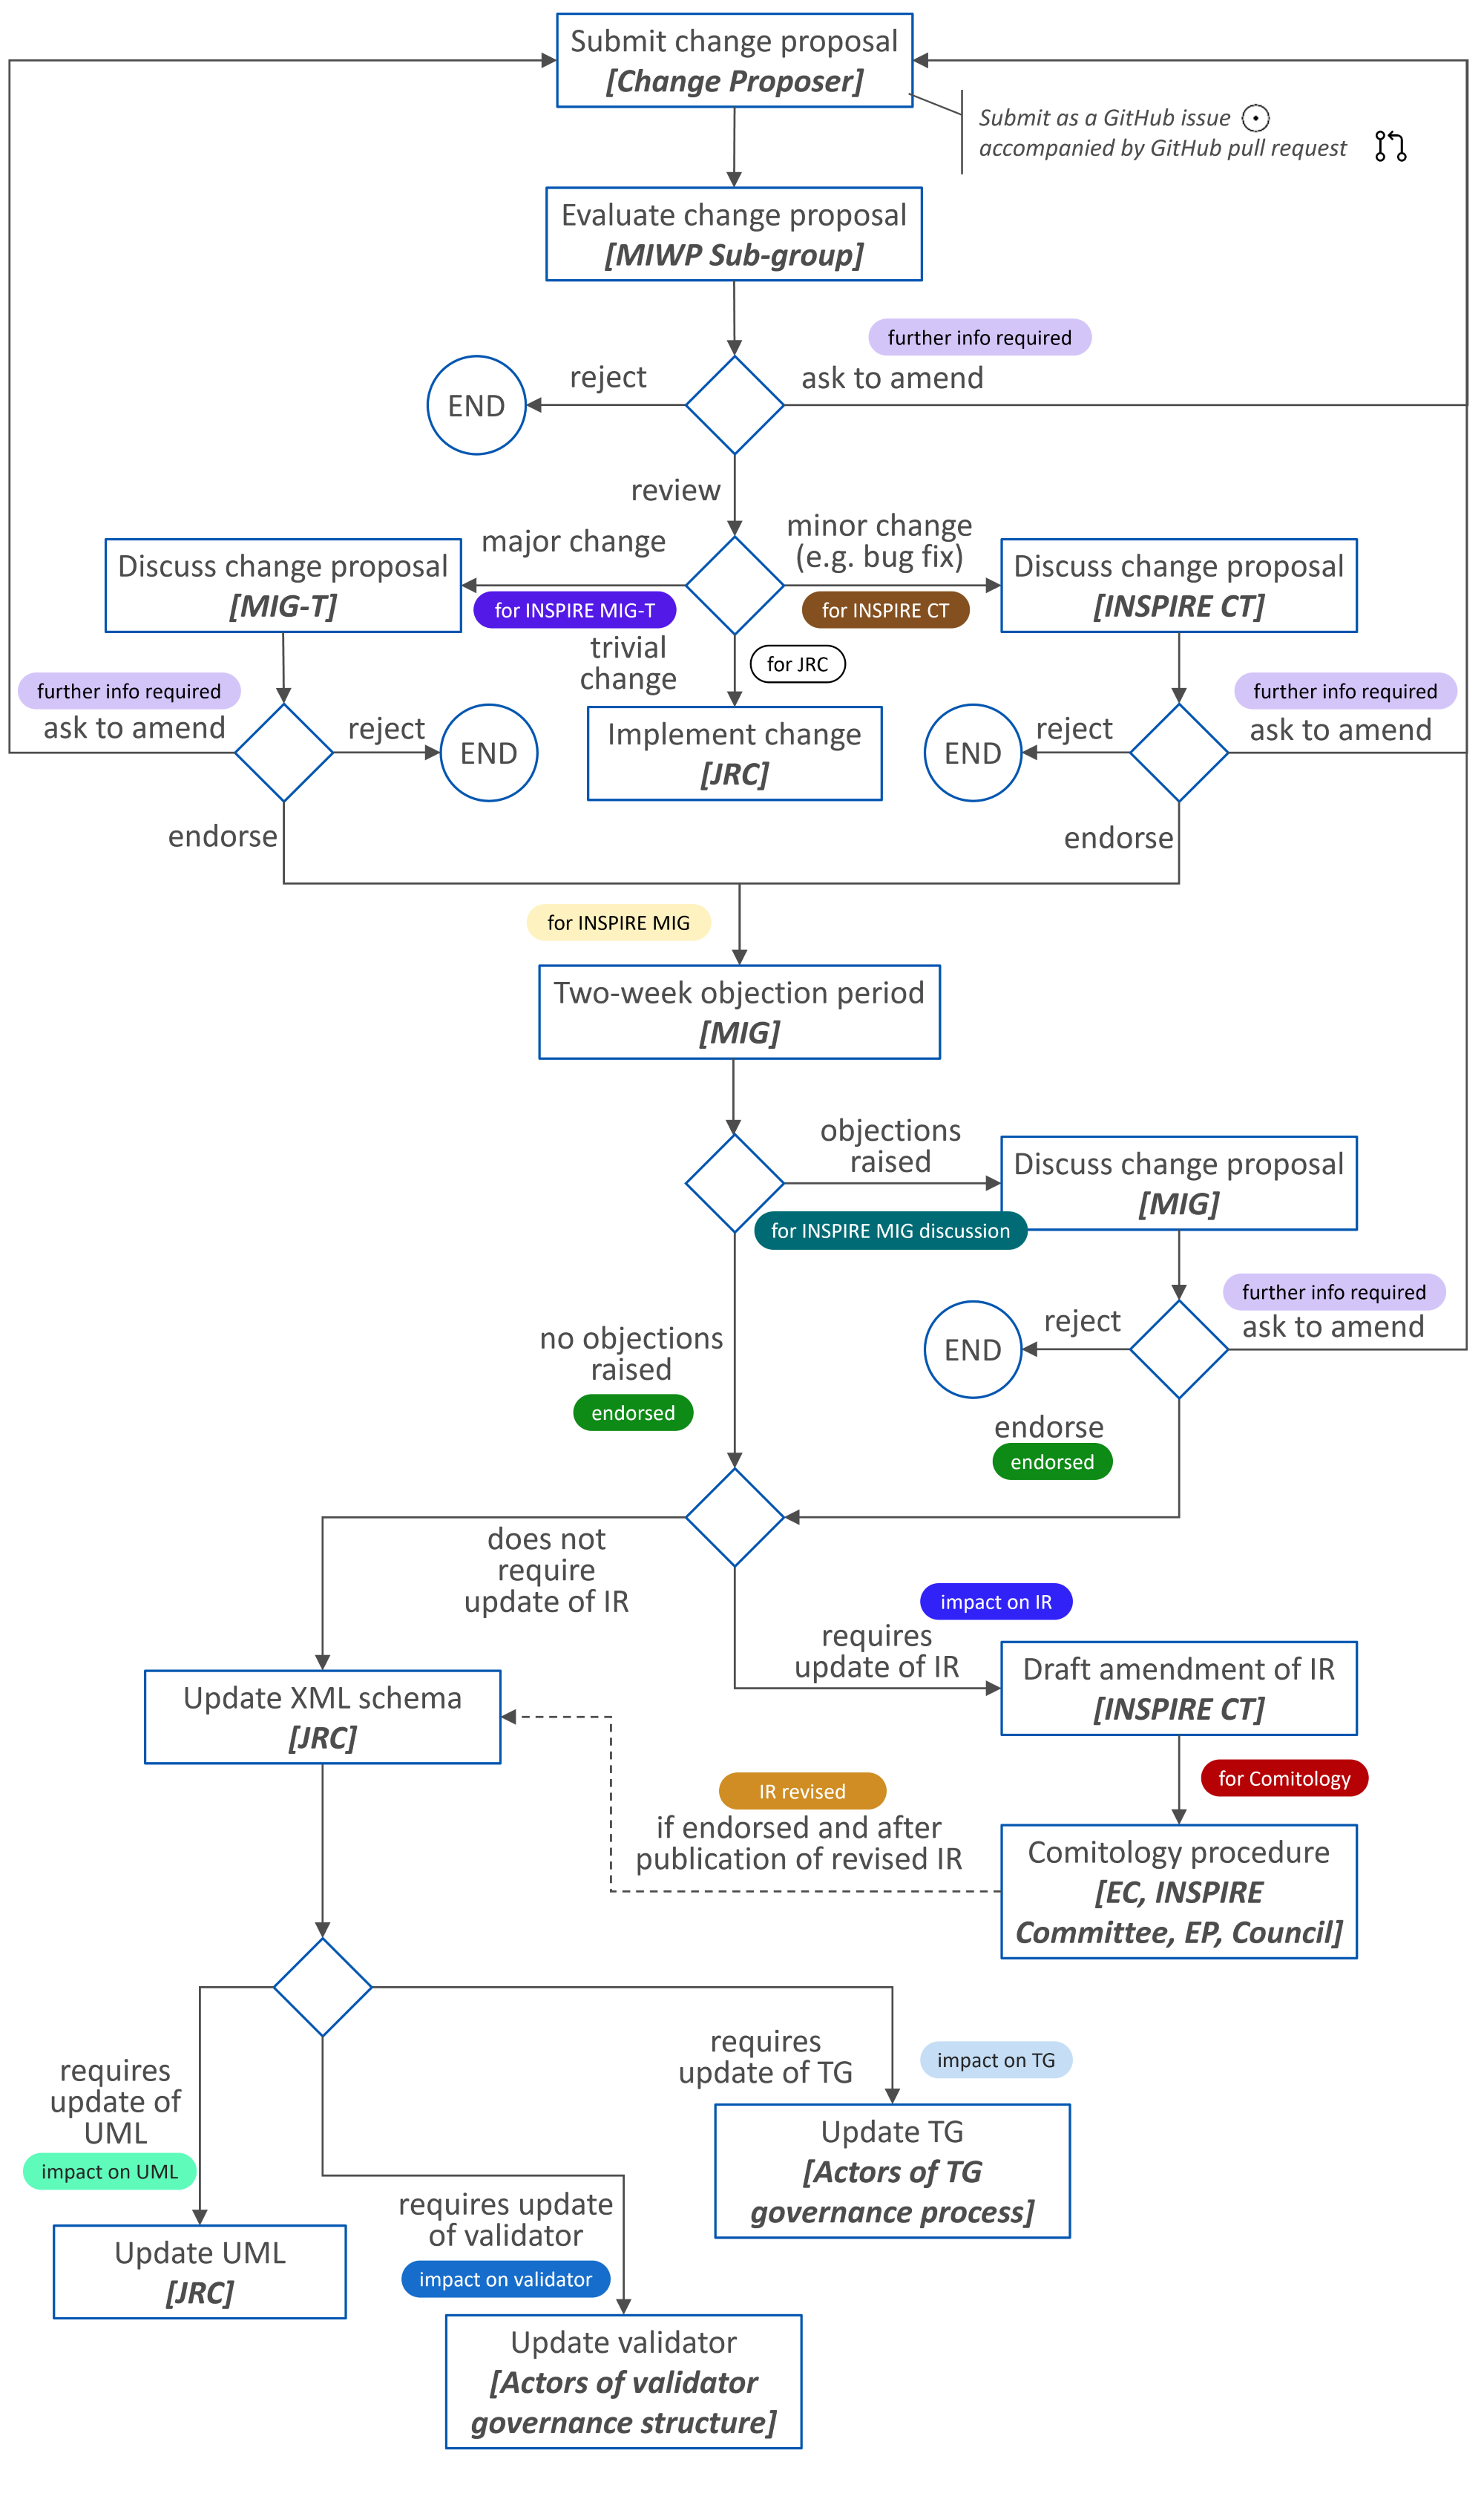 Submit change proposal
[Change Proposer]
Submit as a GitHub issue
accompanied by GitHub pull request
Evaluate change proposal
[MIWP Sub-group]
further info required
reject
ask to amend
END
review
major change
minor change
(e.g. bug fix)
Discuss change proposal
[MIG-T]
for INSPIRE MIG-T
for INSPIRE CT
Discuss change proposal
[INSPIRE CT]
trivial
change
for JRC
further info required
ask to amend
reject
END
Implement change
[JRC]
END
reject
further info required
ask to amend
endorse
endorse
for INSPIRE MIG
Two-week objection period
[MIG]
objections
raised
Discuss change proposal
[MIG]
for INSPIRE MIG discussion
further info required
ask to amend
reject
END
no objections
raised
endorsed
endorse
endorsed
does not
require
update of IR
impact on IR
requires
update of IR
Draft amendment of IR
[INSPIRE CT]
Update XML schema
[JRC]
for Comitology
IR revised
if endorsed and after
publication of revised IR
Comitology procedure
[EC, INSPIRE
Committee, EP, Council]
requires
update of TG
impact on TG
requires
update of
UML
impact on UML
Update TG
[Actors of TG
governance process]
requires update
of validator
impact on validator
Update UML
[JRC]
Update validator
[Actors of validator
governance structure]